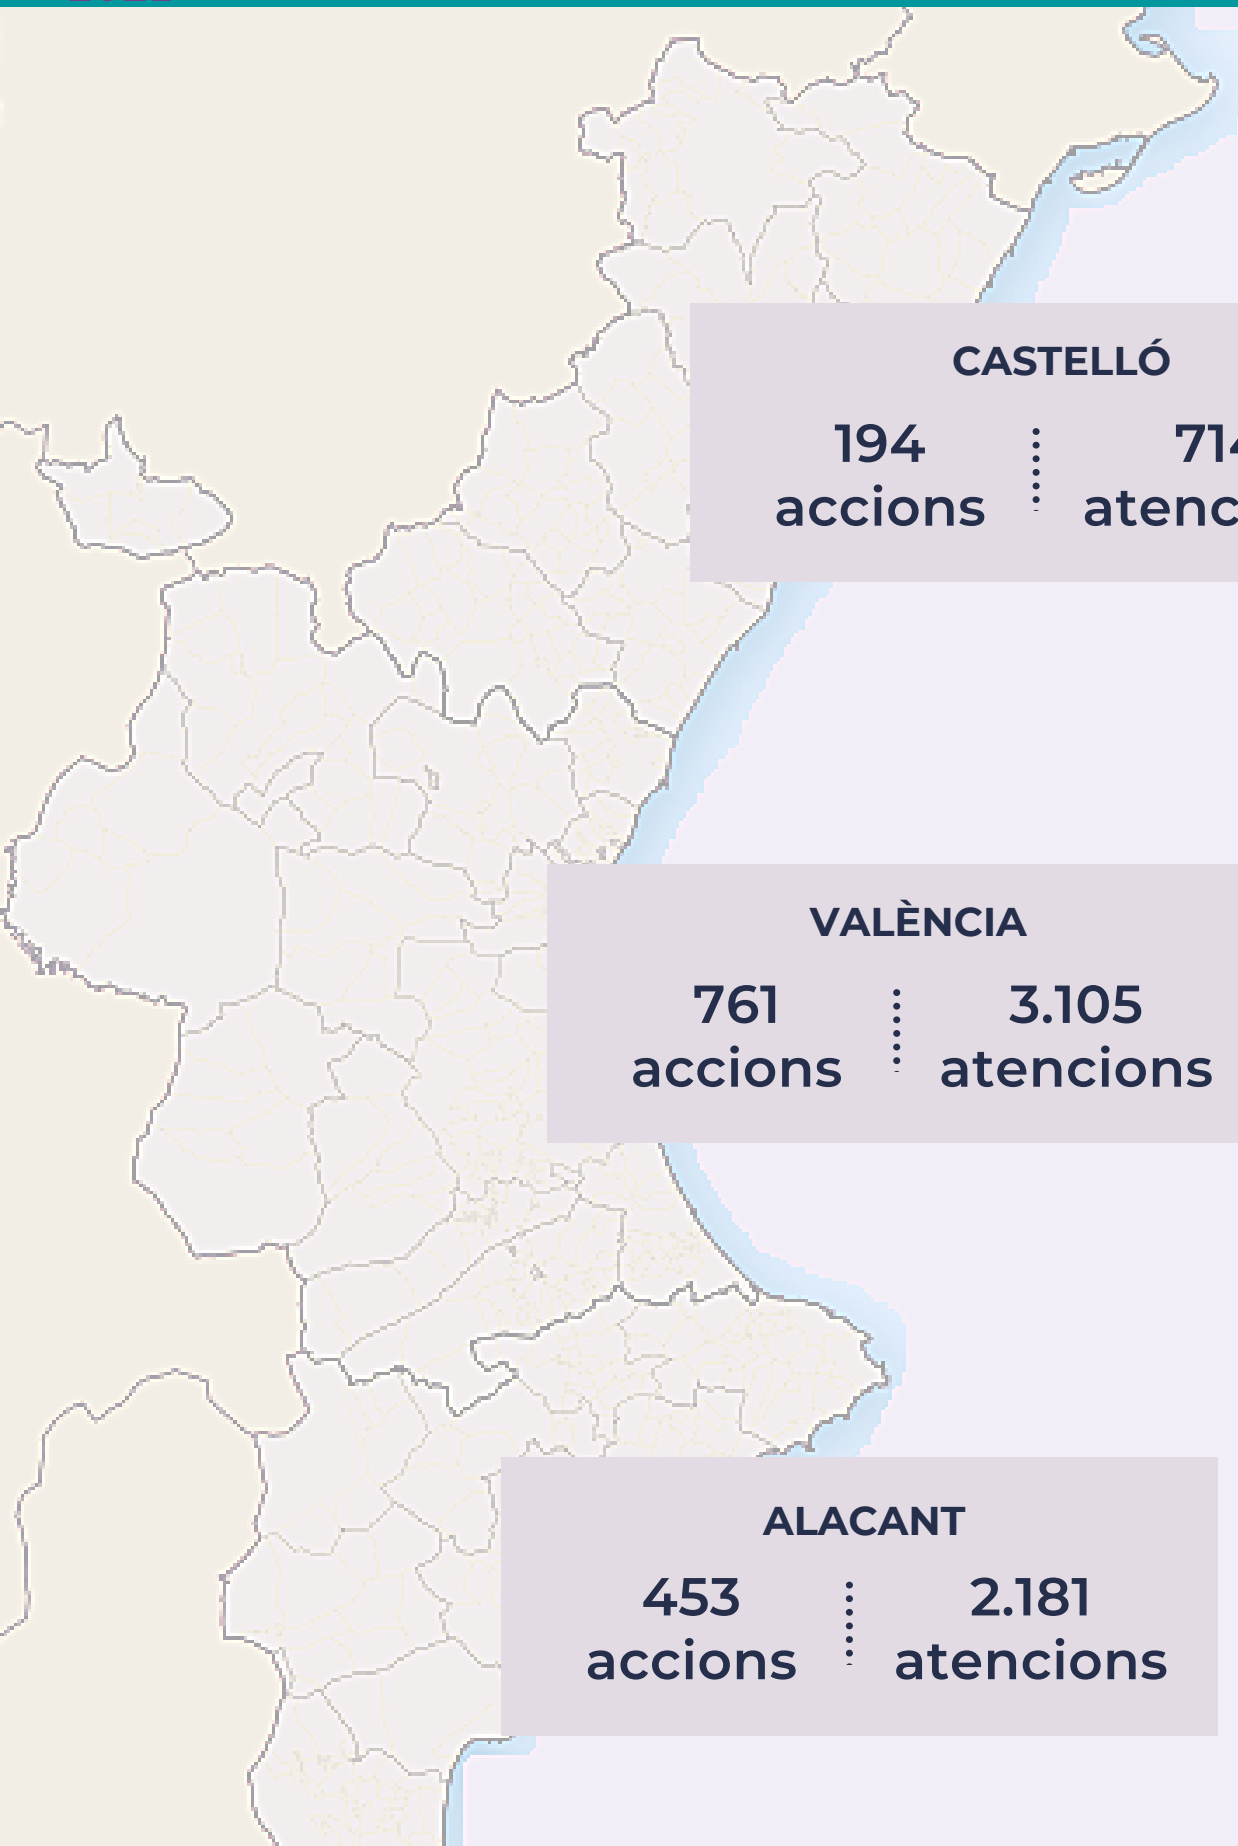 CASTELLÓ
194
accions
VALÈNCIA
761 3.105
accions atencions
ALACANT
453 2.181
accions atencions